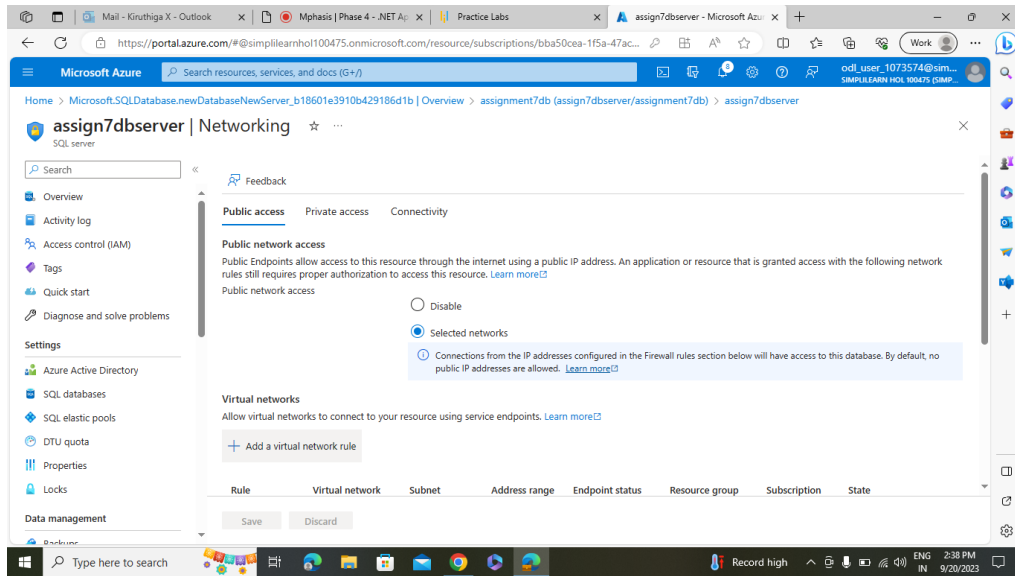 Mail - Kiruthiga X - Outlook
Mphasis | Phase 4 - .NET Ap
Practice Labs
assign7dbserver - Microsoft Azu
https://portal.azure.com/#@simplilearnhol100475.onmicrosoft.com/resource/subscriptions/bba50cea-1f5a-47ac...
Work
Microsoft Azure
Search resources, services, and docs (G+/)
8
odl_user_1073574@sim...
SIMPLILEARN HOL 100475 (SIMP...
Home > Microsoft.SQLDatabase.newDatabaseNewServer_b18601e3910b429186d1b | Overview > assignment7db (assign7dbserver/assignment7db) > assign7dbserver
assign7dbserver | Networking
SQL server
Search
Feedback
Overview
Activity log
Access control (IAM)
Tags
Quick start
Diagnose and solve problems
Settings
Azure Active Directory
SQL databases
SQL elastic pools
DTU quota
Properties
Locks
Data management
Backups
Public access Private access Connectivity
Public network access
Public Endpoints allow access to this resource through the internet using a public IP address. An application or resource that is granted access with the following network
rules still requires proper authorization to access this resource. Learn more
Public network access
Disable
Selected networks
Connections from the IP addresses configured in the Firewall rules section below will have access to this database. By default, no
public IP addresses are allowed. Learn more
Virtual networks
Allow virtual networks to connect to your resource using service endpoints. Learn more
+ Add a virtual network rule
Rule Virtual network Subnet Address range Endpoint status Resource group Subscription State
Save Discard
Type here to search
Record high
ENG
IN
2:38 PM
9/20/2023